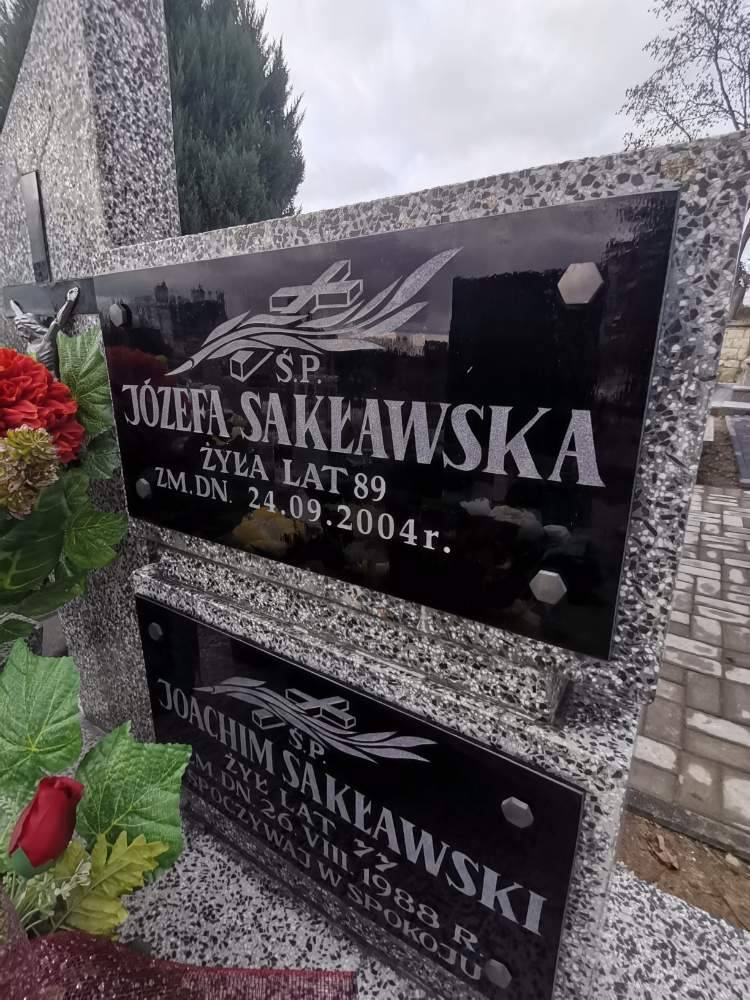 Ś.P.
JÓZEFA SAKŁAWSKA
ŻYŁA LAT 89
ZM. DN. 24.09.2004 r.
Ś.P.
JOACHIM SAKŁAWSKI
ŻYŁ LAT 77
ZM DN. 26 VIII 1988 R.
SPOCZYWAJ W SPOKOJU